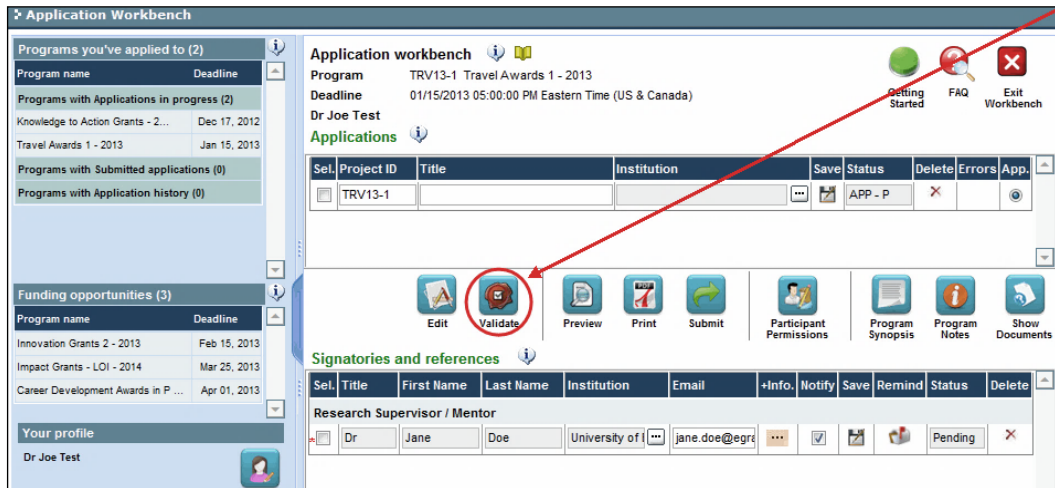 Application Workbench
Programs you've applied to (2)
Program name Deadline
Programs with Applications in progress (2)
Knowledge to Action Grants - 2... Dec 17, 2012
Travel Awards 1 - 2013 Jan 15, 2013
Programs with Submitted applications (0)
Programs with Application history (0)
Funding opportunities (3)
Program name Deadline
Innovation Grants 2 - 2013 Feb 15, 2013
Impact Grants - LOI - 2014 Mar 25, 2013
Career Development Awards in P ... Apr 01, 2013
Your profile
Dr Joe Test
Application workbench
Program TRV13-1 Travel Awards 1 - 2013
Deadline 01/15/2013 05:00:00 PM Eastern Time (US & Canada)
Dr Joe Test
Getting Started
FAQ
Exit Workbench
Applications
Sel. Project ID Title Institution Save Status Delete Errors App.
TRV13-1 ... APP - P
Edit Validate Preview Print Submit Participant Permissions Program Synopsis Program Notes Show Documents
PDF
Signatories and references
Sel. Title First Name Last Name Institution Email +Info. Notify Save Remind Status Delete
Research Supervisor / Mentor
* Dr Jane Doe University of ... jane.doe@egra ... Pending